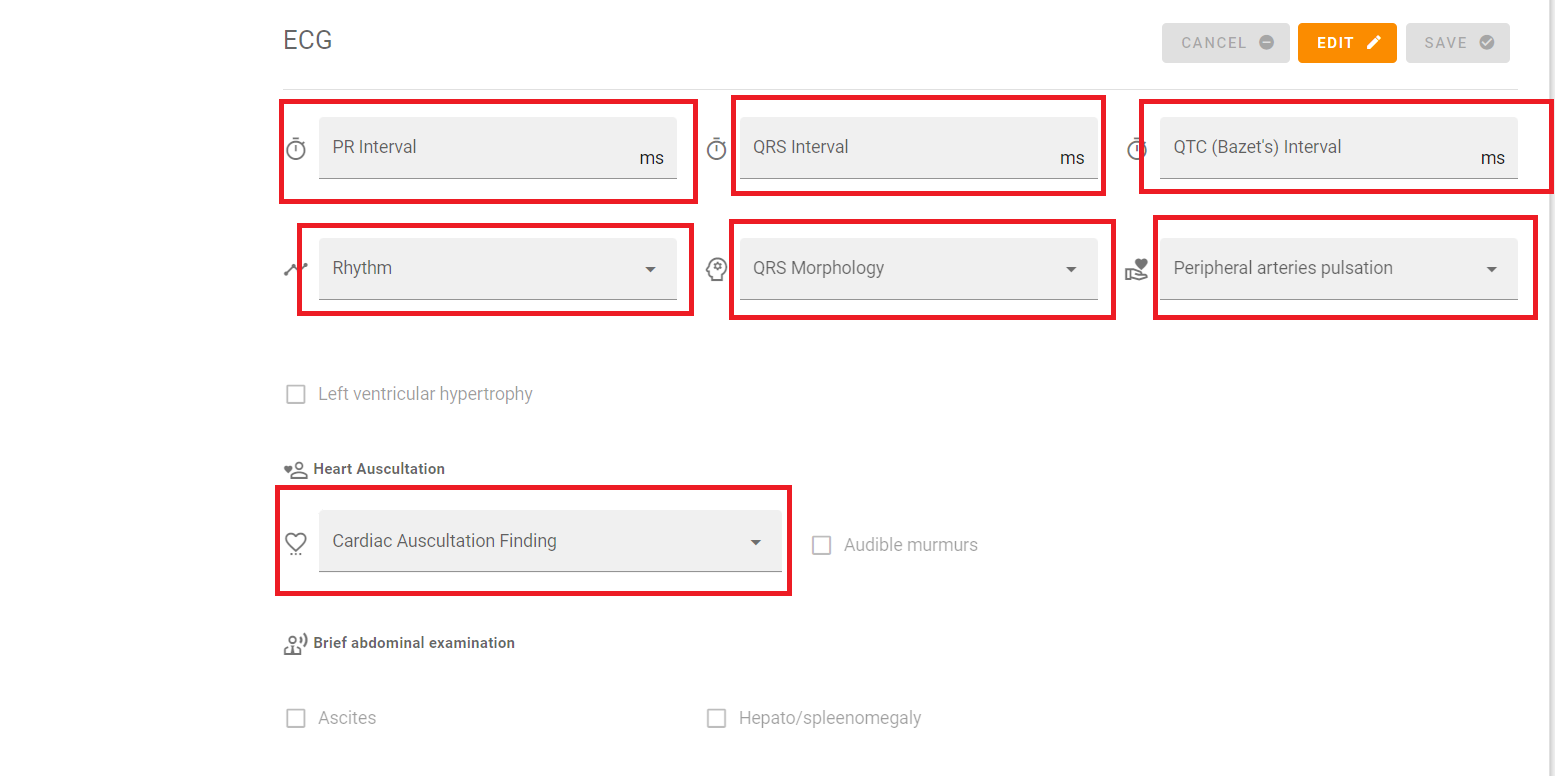 ECG
CANCEL EDIT SAVE
PR Interval ms QRS Interval ms QTC (Bazet's) Interval ms
Rhythm QRS Morphology Peripheral arteries pulsation
Left ventricular hypertrophy
Heart Auscultation
Cardiac Auscultation Finding Audible murmurs
Brief abdominal examination
Ascites Hepato/spleenomegaly